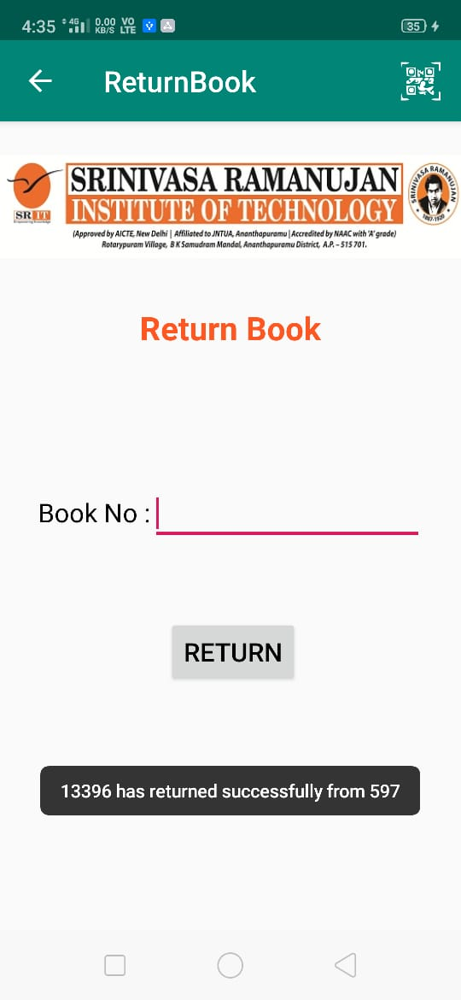 4:35 4G 0.00 KB/S VO LTE 35
ReturnBook
SRINIVASA RAMANUJAN
INSTITUTE OF TECHNOLOGY
SRIT
(Approved by AICTE, New Delhi | Affiliated to JNTUA, Ananthapuramu | Accredited by NAAC with 'A' grade)
Rotarypuram Village, B K Samudram Mandal, Ananthapuramu District, A.P. – 515 701.
SRINIVASA RAMANUJAN
1887-1920
Return Book
Book No :
RETURN
13396 has returned successfully from 597